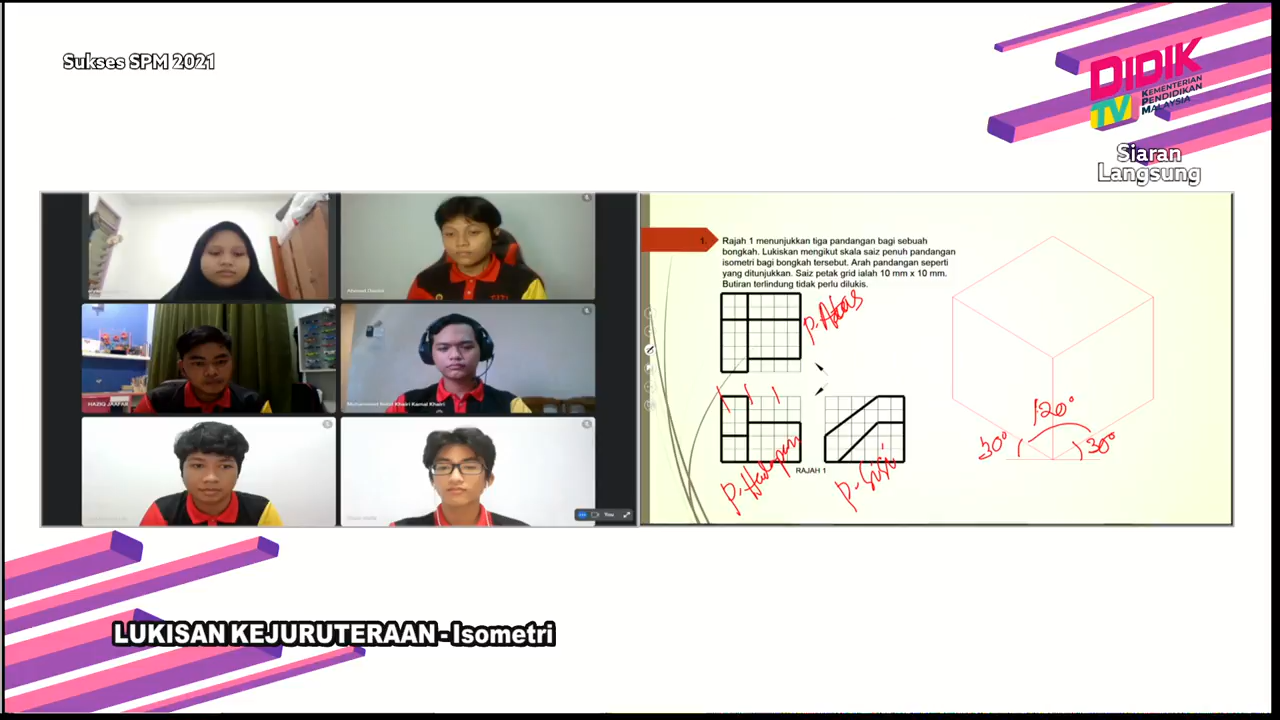 Sukses SPM 2021
DIDIK
TV
KEMENTERIAN
PENDIDIKAN
MALAYSIA
Siaran
Langsung
1. Rajah 1 menunjukkan tiga pandangan bagi sebuah
bongkah. Lukiskan mengikut skala saiz penuh pandangan
isometri bagi bongkah tersebut. Arah pandangan seperti
yang ditunjukkan. Saiz petak grid ialah 10 mm x 10 mm.
Butiran terlindung tidak perlu dilukis.
P. Atas
P. Hadapan
P. Sisi
RAJAH 1
30°
120°
30°
HAZIQ JAAFAR
You
LUKISAN KEJURUTERAAN - Isometri